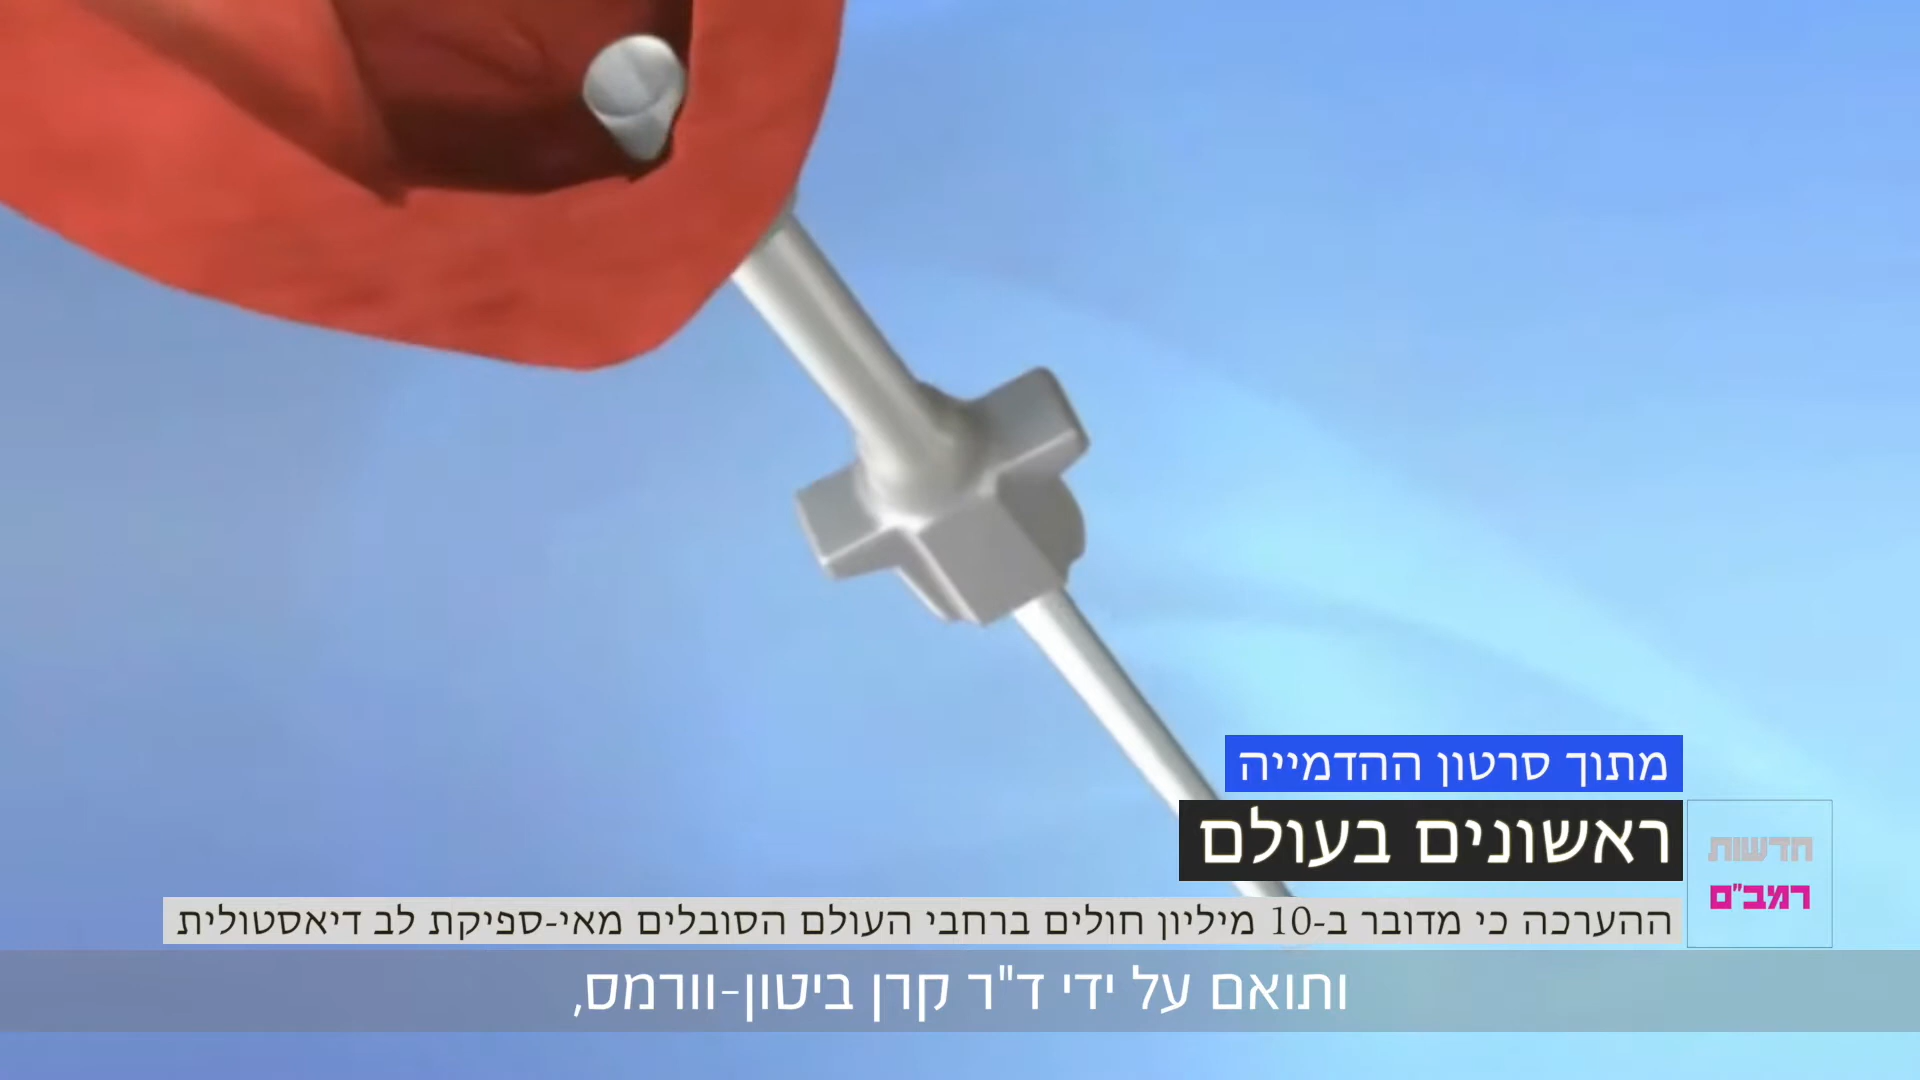 מתוך סרטון ההדמייה
ראשונים בעולם
חדשות
רמב"ם
ההערכה כי מדובר ב-10 מיליון חולים ברחבי העולם הסובלים מאי-ספיקת לב דיאסטולית
ותואם על ידי ד"ר קרן ביטון-וורמס,